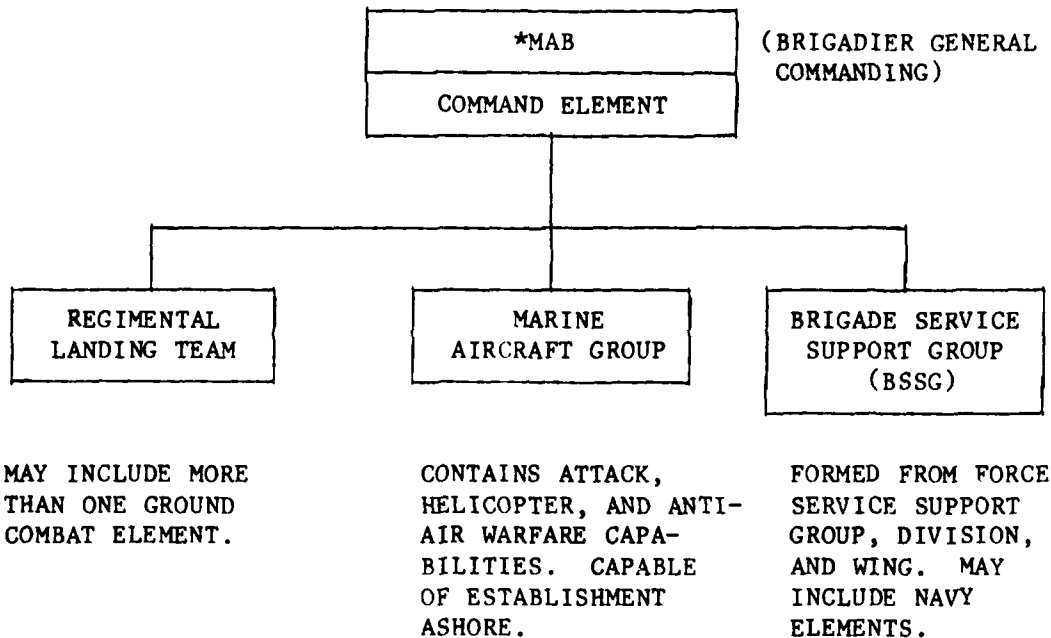 *MAB
(BRIGADIER GENERAL
COMMANDING)
COMMAND ELEMENT
REGIMENTAL
LANDING TEAM
MARINE
AIRCRAFT GROUP
BRIGADE SERVICE
SUPPORT GROUP
(BSSG)
MAY INCLUDE MORE
THAN ONE GROUND
COMBAT ELEMENT.
CONTAINS ATTACK,
HELICOPTER, AND ANTI-
AIR WARFARE CAPA-
BILITIES. CAPABLE
OF ESTABLISHMENT
ASHORE.
FORMED FROM FORCE
SERVICE SUPPORT
GROUP, DIVISION,
AND WING. MAY
INCLUDE NAVY
ELEMENTS.